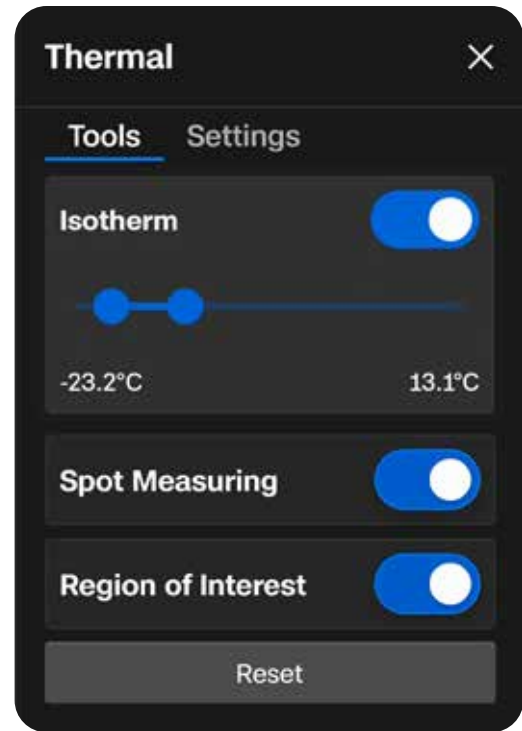 Thermal
Tools Settings
Isotherm
-23.2°C 13.1°C
Spot Measuring
Region of Interest
Reset